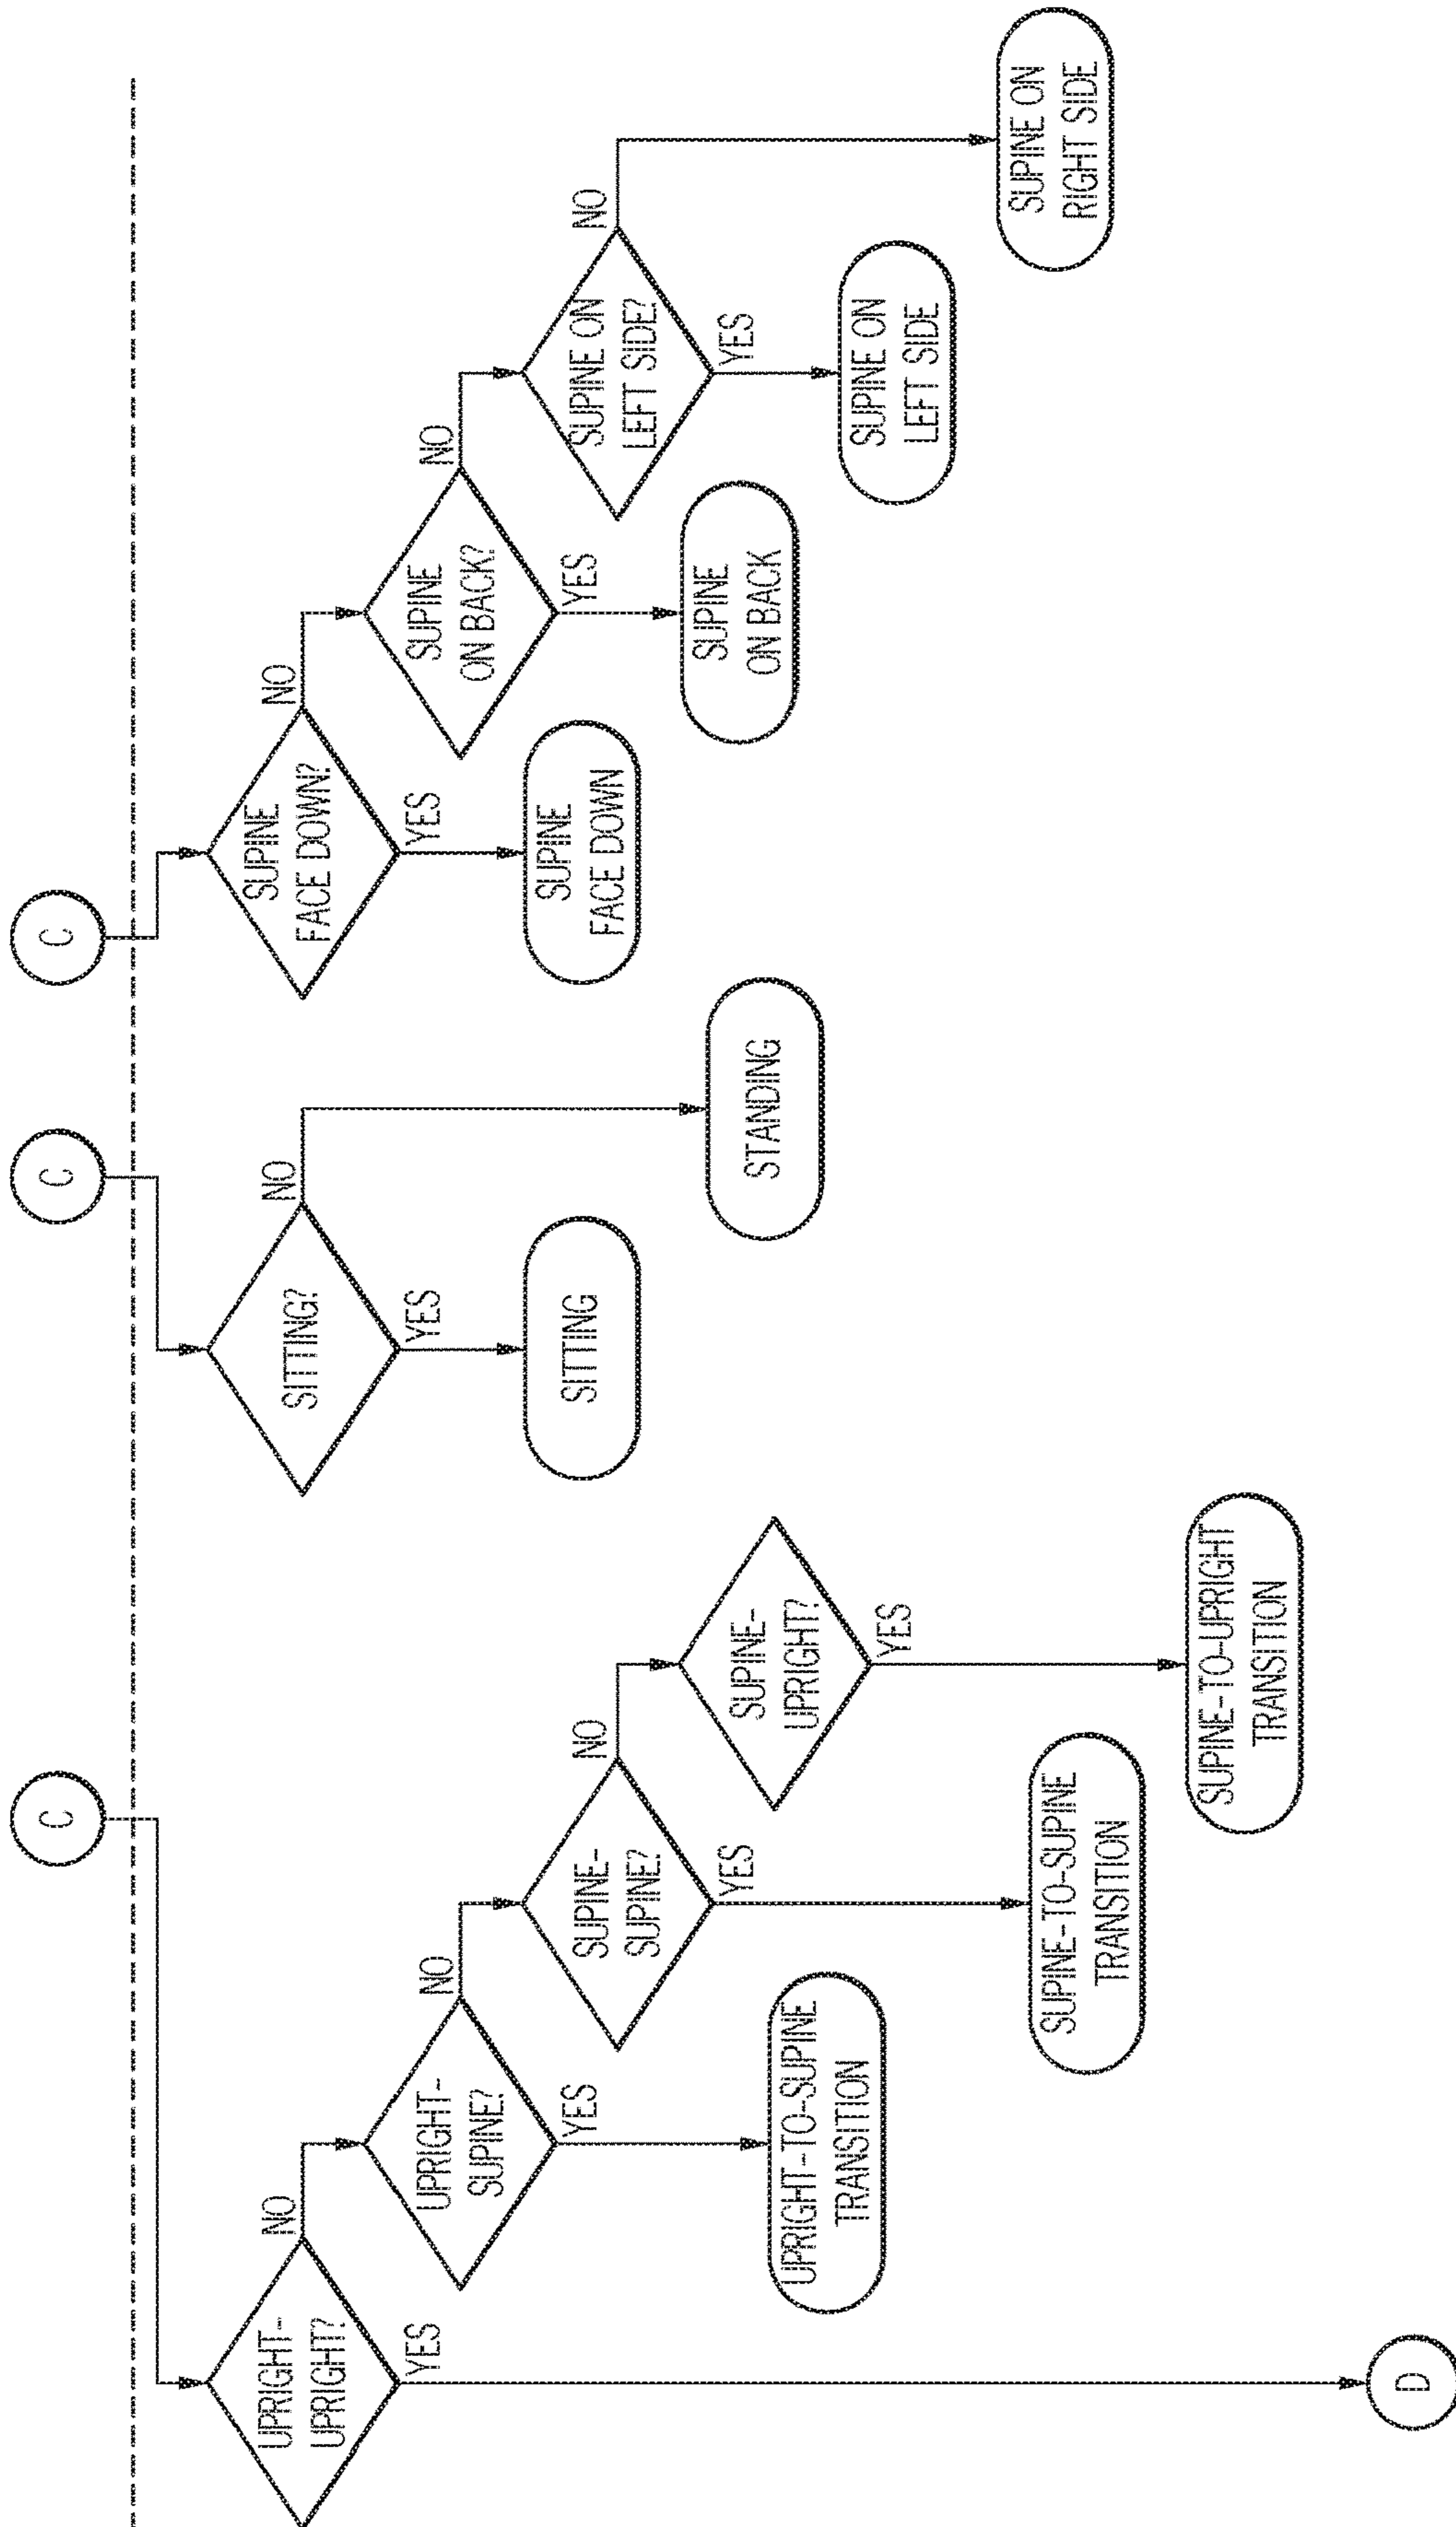 C
C
C
UPRIGHT-
UPRIGHT?
NO
YES
UPRIGHT-
SUPINE?
NO
YES
SUPINE-
SUPINE?
NO
YES
SUPINE-
UPRIGHT?
YES
UPRIGHT-TO-SUPINE
TRANSITION
SUPINE-TO-SUPINE
TRANSITION
SUPINE-TO-UPRIGHT
TRANSITION
D
SITTING?
NO
YES
SITTING
STANDING
SUPINE
FACE DOWN?
NO
YES
SUPINE
FACE DOWN
SUPINE
ON BACK?
NO
YES
SUPINE
ON BACK
SUPINE ON
LEFT SIDE?
NO
YES
SUPINE ON
LEFT SIDE
SUPINE ON
RIGHT SIDE